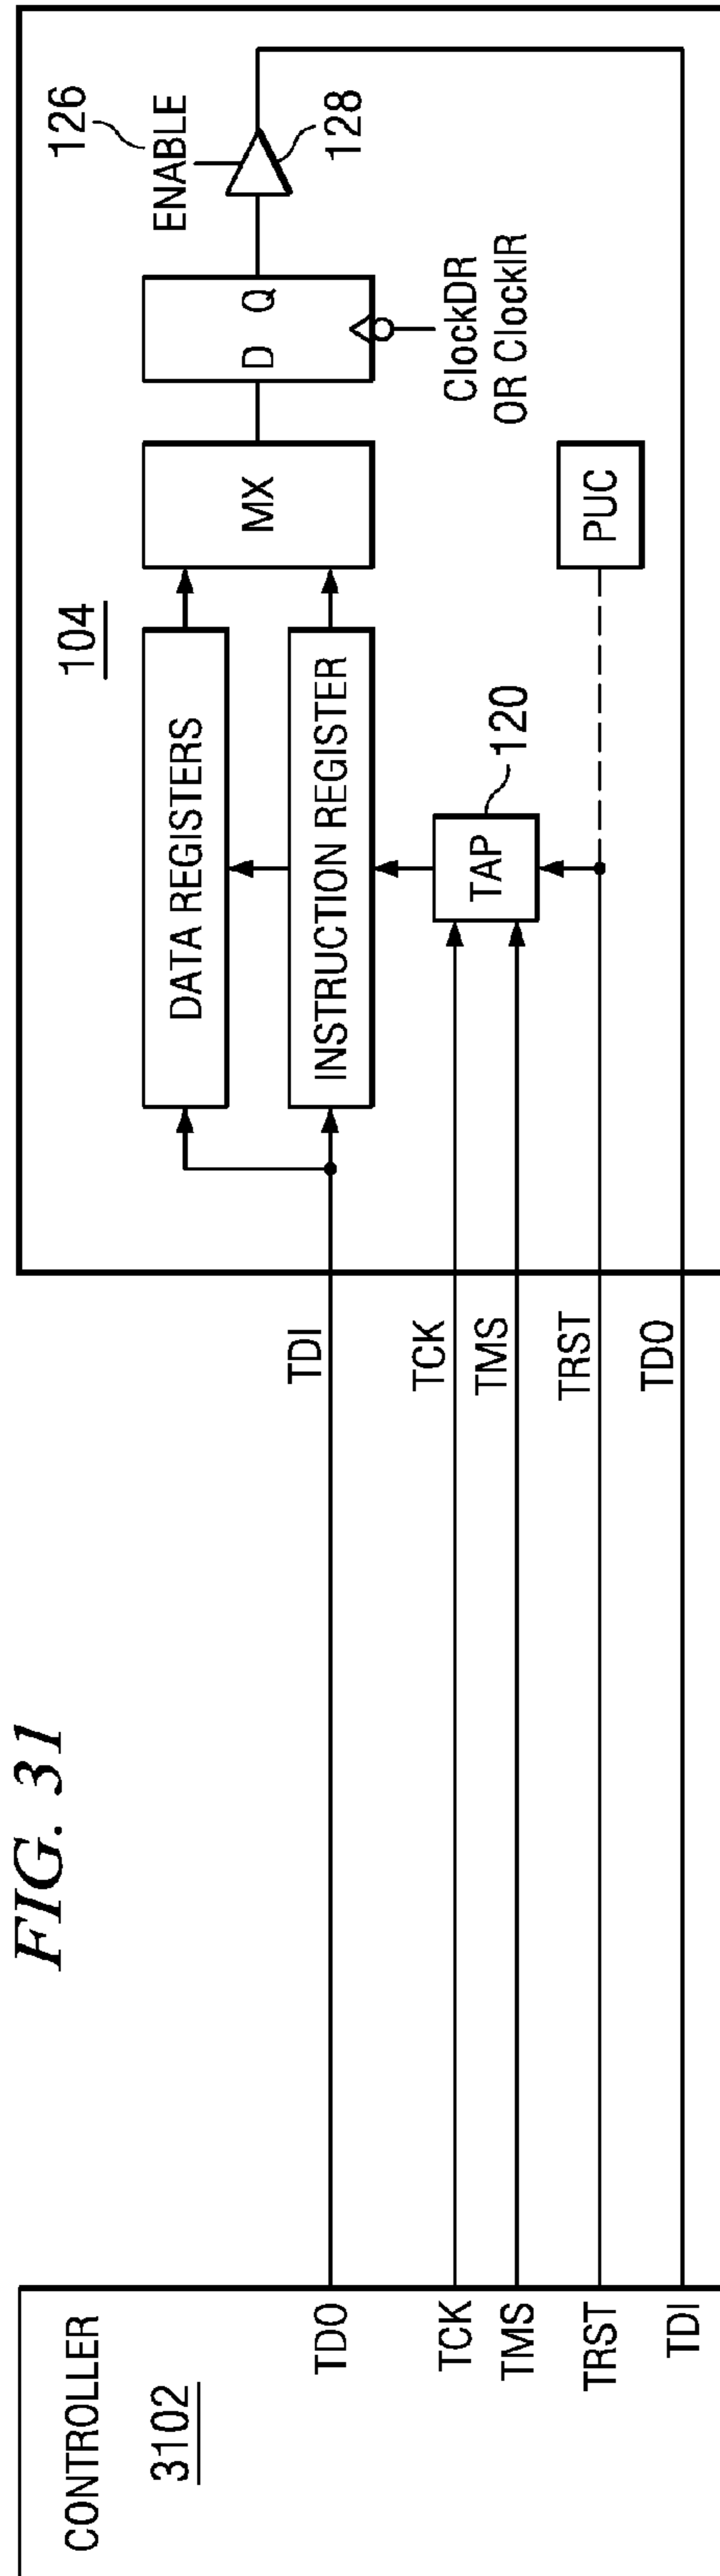 FIG. 31
CONTROLLER
3102
TDO
TCK
TMS
TRST
TDI
TDI
TCK
TMS
TRST
TDO
104
DATA REGISTERS
INSTRUCTION REGISTER
TAP
120
MX
PUC
D Q
ClockDR
OR ClockIR
126
ENABLE
128